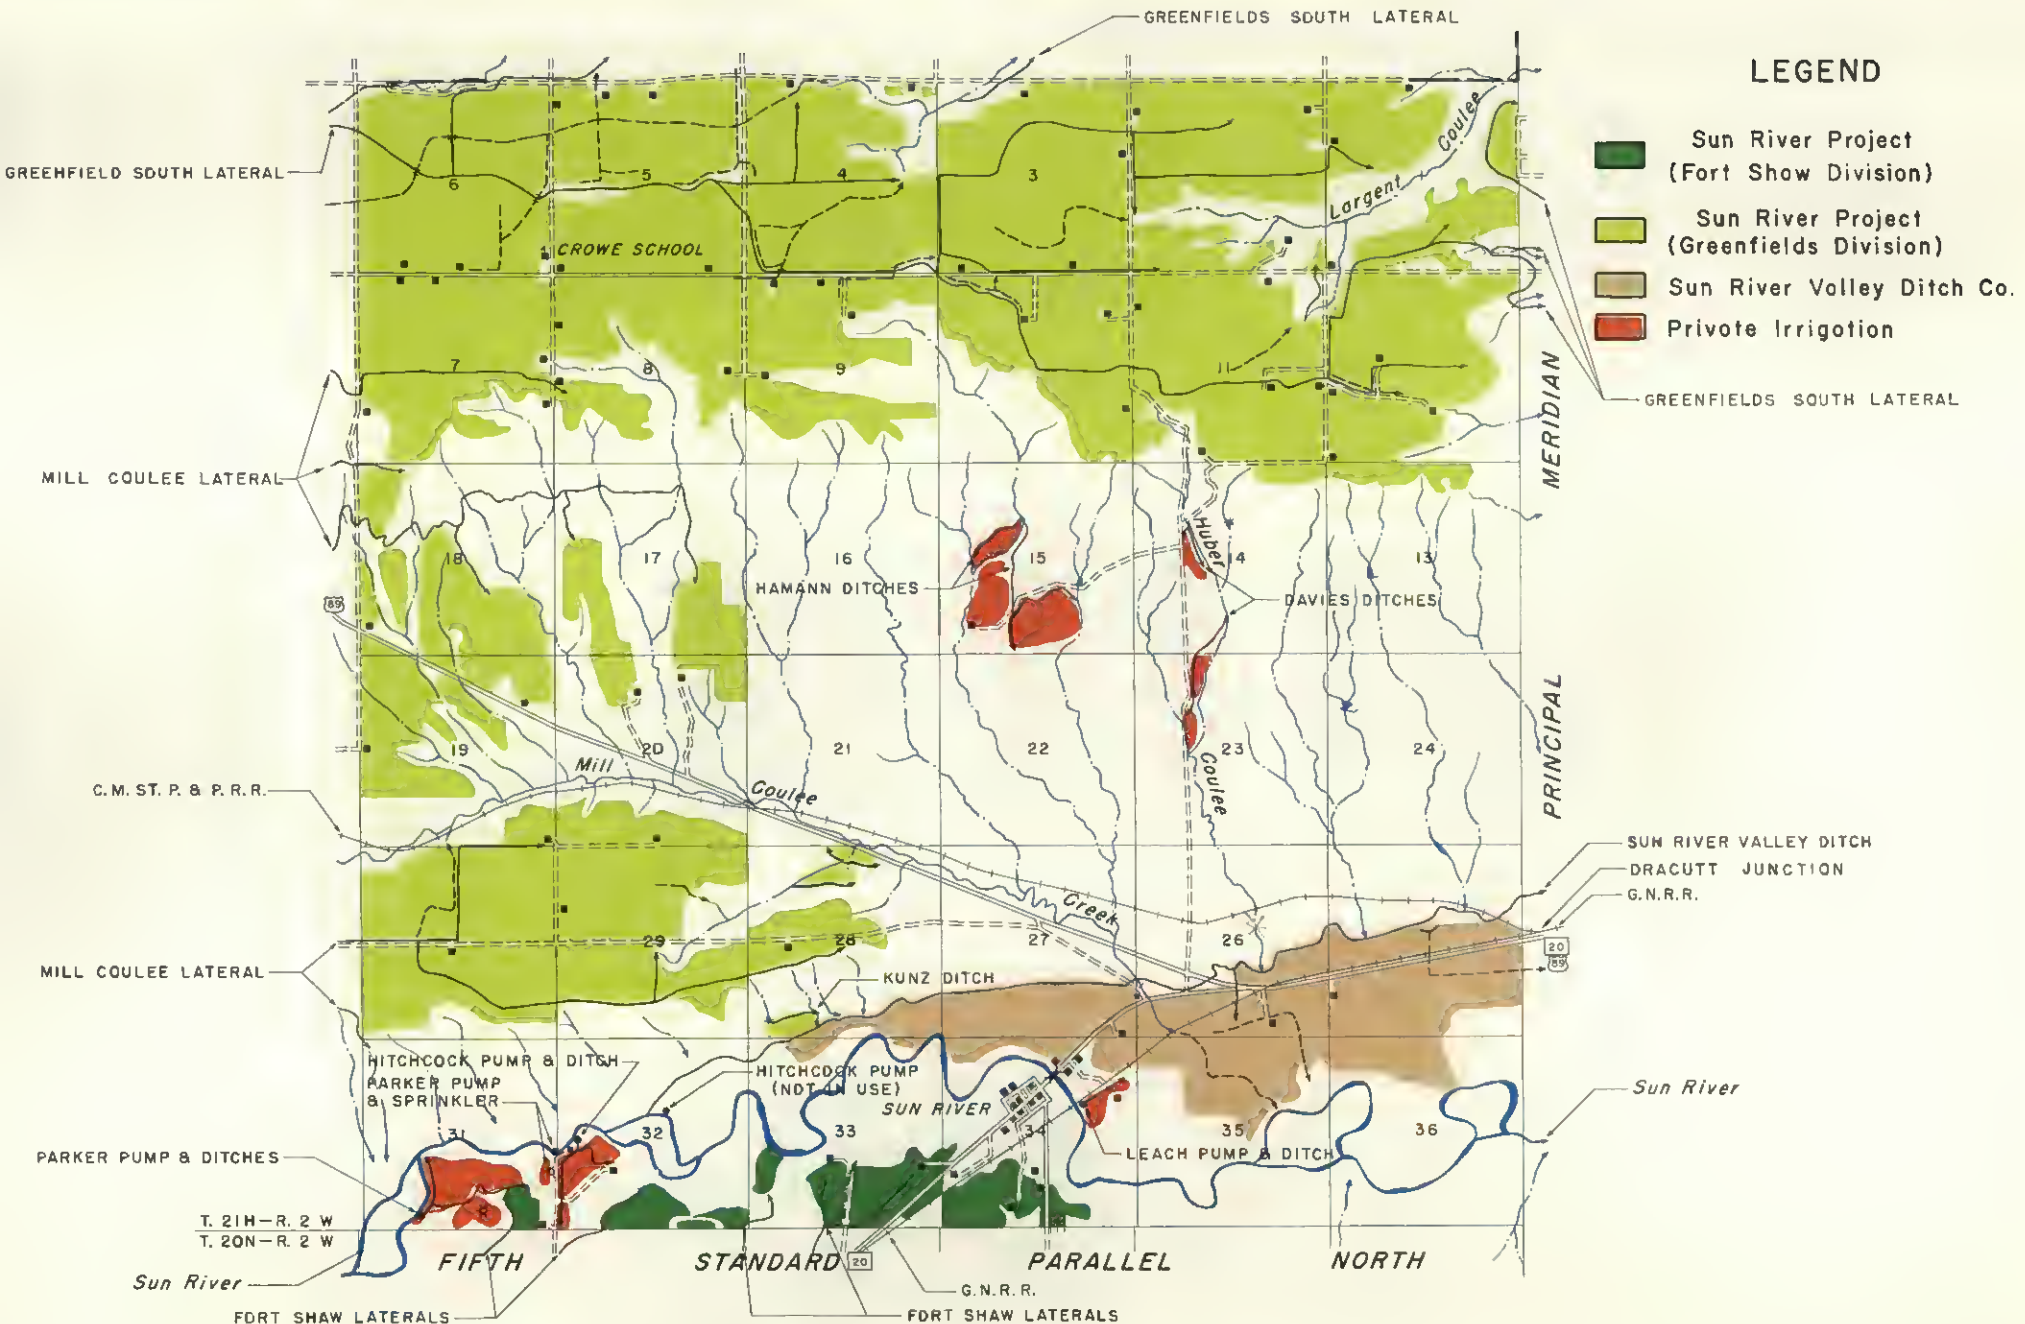 GREENFIELDS SOUTH LATERAL
LEGEND
Sun River Project
(Fort Show Division)
Sun River Project
(Greenfields Division)
Sun River Volley Ditch Co.
Private Irrigotion
GREEHFIELD SOUTH LATERAL
Largent Coulee
6
5
4
3
CROWE SCHOOL
7
8
9
11
GREENFIELDS SOUTH LATERAL
MERIDIAN
MILL COULEE LATERAL
18
17
16
15
14
13
Huber
HAMANN DITCHES
DAVIES DITCHES
89
19
20
21
22
23
24
Mill Coulee
Coulee
PRINCIPAL
C.M. ST. P. & P. R.R.
SUN RIVER VALLEY DITCH
DRACUTT JUNCTION
G.N.R.R.
Creek
29
28
27
26
20
89
MILL COULEE LATERAL
KUNZ DITCH
HITCHCOCK PUMP & DITCH
PARKER PUMP
& SPRINKLER
HITCHCOCK PUMP
(NOT IN USE)
SUN RIVER
Sun River
31
32
33
34
35
36
PARKER PUMP & DITCHES
LEACH PUMP & DITCH
T. 21H-R. 2 W
T. 20N-R. 2 W
FIFTH STANDARD PARALLEL NORTH
20
Sun River
G.N.R.R.
FORT SHAW LATERALS
FORT SHAW LATERALS